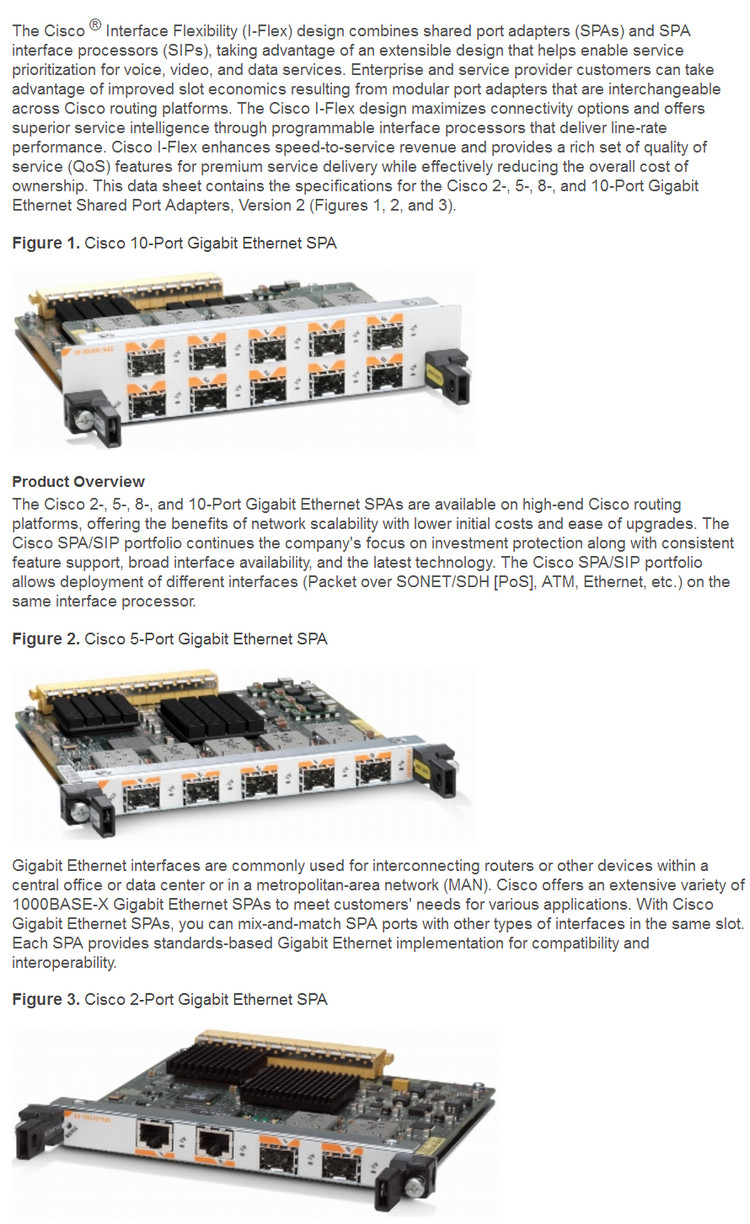 The Cisco ® Interface Flexibility (I-Flex) design combines shared port adapters (SPAs) and SPA
interface processors (SIPs), taking advantage of an extensible design that helps enable service
prioritization for voice, video, and data services. Enterprise and service provider customers can take
advantage of improved slot economics resulting from modular port adapters that are interchangeable
across Cisco routing platforms. The Cisco I-Flex design maximizes connectivity options and offers
superior service intelligence through programmable interface processors that deliver line-rate
performance. Cisco I-Flex enhances speed-to-service revenue and provides a rich set of quality of
service (QoS) features for premium service delivery while effectively reducing the overall cost of
ownership. This data sheet contains the specifications for the Cisco 2-, 5-, 8-, and 10-Port Gigabit
Ethernet Shared Port Adapters, Version 2 (Figures 1, 2, and 3).
Figure 1. Cisco 10-Port Gigabit Ethernet SPA
Product Overview
The Cisco 2-, 5-, 8-, and 10-Port Gigabit Ethernet SPAs are available on high-end Cisco routing
platforms, offering the benefits of network scalability with lower initial costs and ease of upgrades. The
Cisco SPA/SIP portfolio continues the company's focus on investment protection along with consistent
feature support, broad interface availability, and the latest technology. The Cisco SPA/SIP portfolio
allows deployment of different interfaces (Packet over SONET/SDH [PoS], ATM, Ethernet, etc.) on the
same interface processor.
Figure 2. Cisco 5-Port Gigabit Ethernet SPA
Gigabit Ethernet interfaces are commonly used for interconnecting routers or other devices within a
central office or data center or in a metropolitan-area network (MAN). Cisco offers an extensive variety of
1000BASE-X Gigabit Ethernet SPAs to meet customers' needs for various applications. With Cisco
Gigabit Ethernet SPAs, you can mix-and-match SPA ports with other types of interfaces in the same slot.
Each SPA provides standards-based Gigabit Ethernet implementation for compatibility and
interoperability.
Figure 3. Cisco 2-Port Gigabit Ethernet SPA